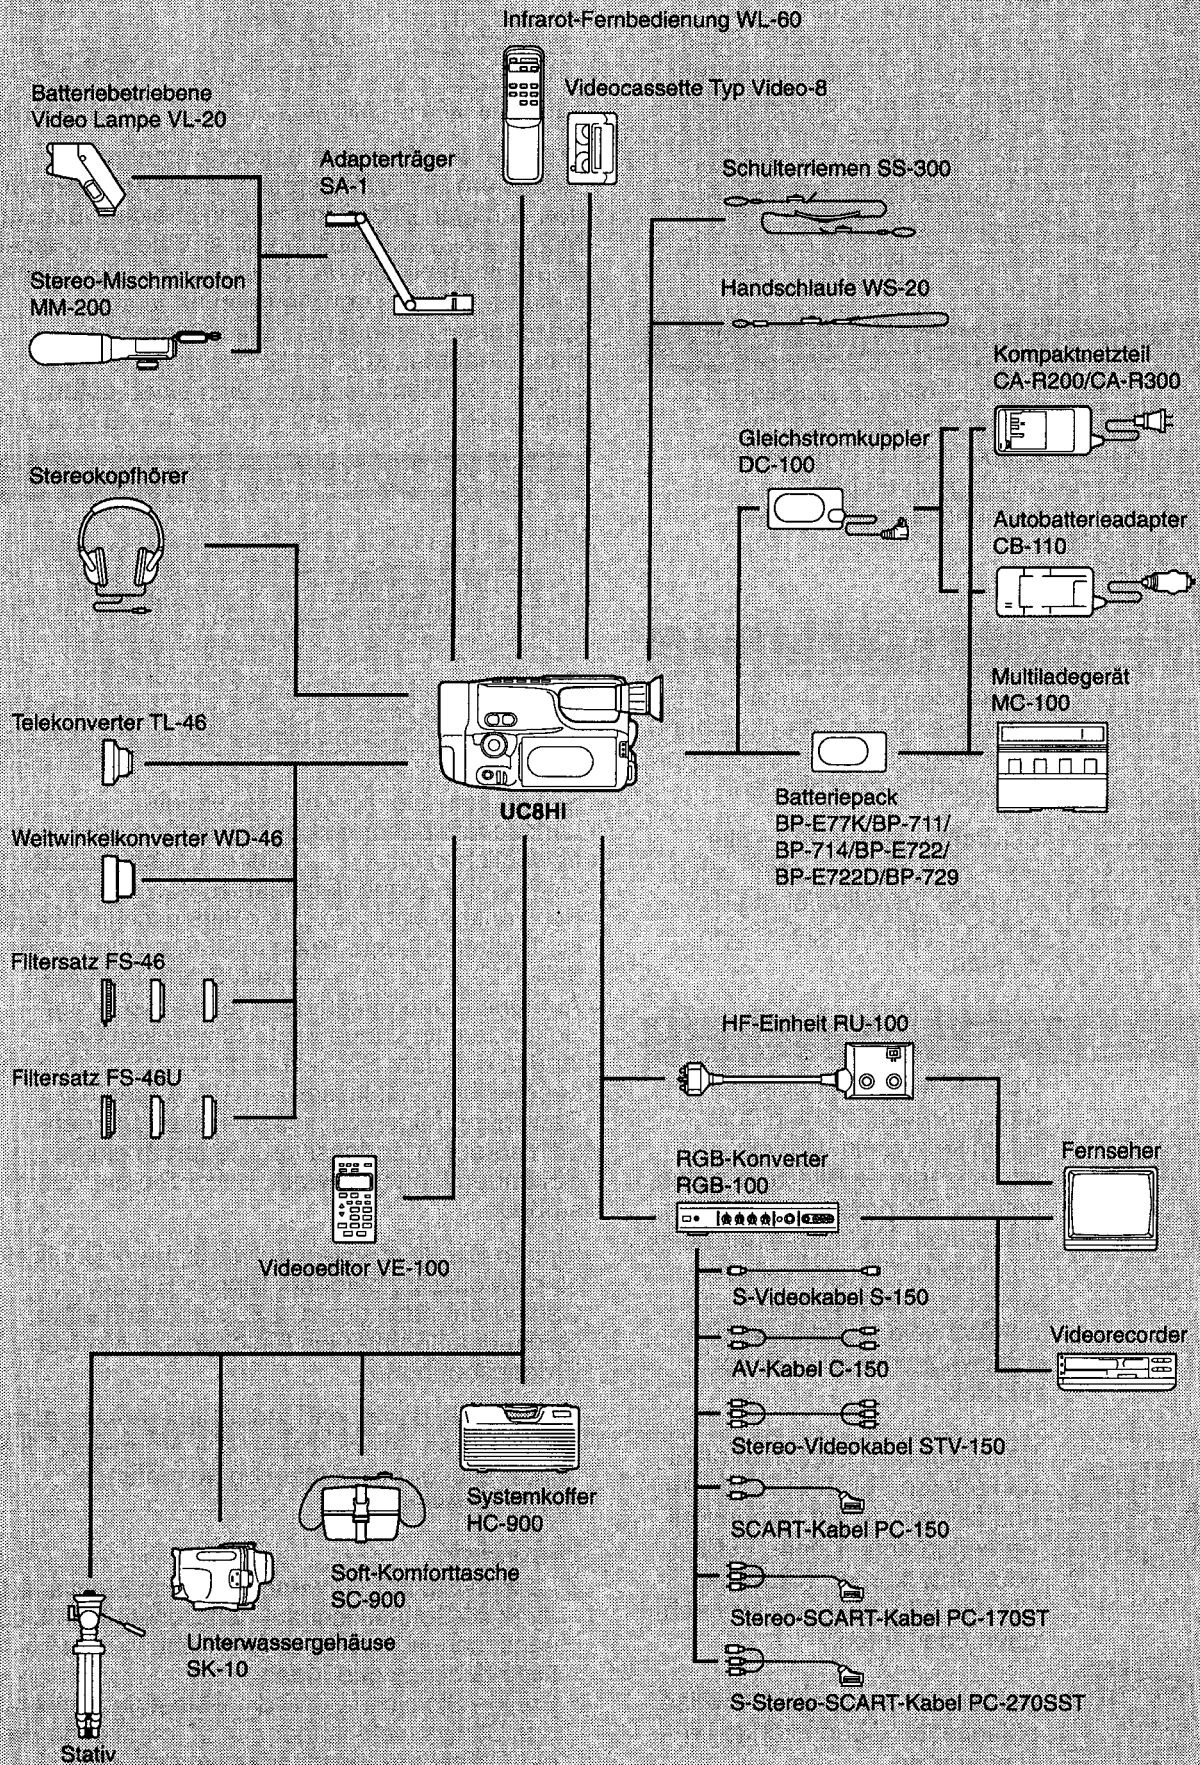 Infrarot-Fernbedienung WL-60
Batteriebetriebene
Video Lampe VL-20
Videocassette Typ Video-8
Adapterträger
SA-1
Schulterriemen SS-300
Stereo-Mischmikrofon
MM-200
Handschlaufe WS-20
Kompaktnetzteil
CA-R200/CA-R300
Gleichstromkuppler
DC-100
Stereokopfhörer
Autobatterieadapter
CB-110
Multiladegerät
MC-100
Telekonverter TL-46
UC8HI
Batteriepack
BP-E77K/BP-711/
BP-714/BP-E722/
BP-E722D/BP-729
Weitwinkelkonverter WD-46
Filtersatz FS-46
HF-Einheit RU-100
Filtersatz FS-46U
RGB-Konverter
RGB-100
Fernseher
Videoeditor VE-100
S-Videokabel S-150
Videorecorder
AV-Kabel C-150
Stereo-Videokabel STV-150
Systemkoffer
HC-900
SCART-Kabel PC-150
Soft-Komforttasche
SC-900
Stereo-SCART-Kabel PC-170ST
Unterwassergehäuse
SK-10
S-Stereo-SCART-Kabel PC-270SST
Stativ